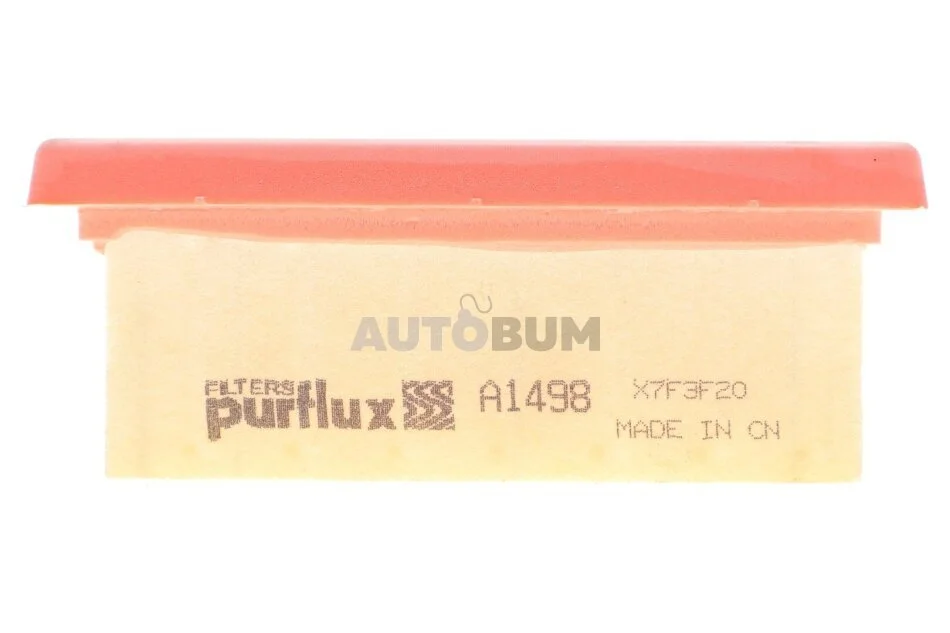 AUTOBUM
FILTERS
purflux A1498 X7F3F20
MADE IN CN